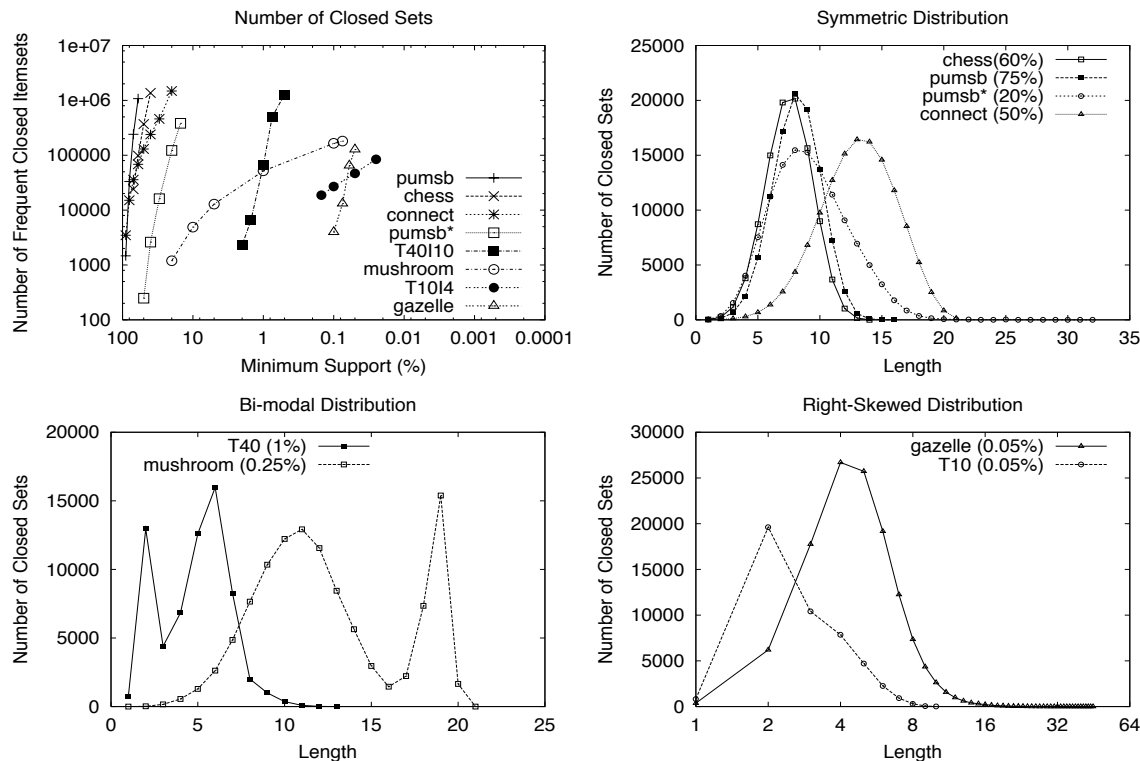 Number of Closed Sets
Number of Frequent Closed Itemsets
1e+07
1e+06
100000
10000
1000
100
100 10 1 0.1 0.01 0.001 0.0001
Minimum Support (%)
pumsb
chess
connect
pumsb*
T40I10
mushroom
T10I4
gazelle
Symmetric Distribution
Number of Closed Sets
25000
20000
15000
10000
5000
0
0 5 10 15 20 25 30 35
Length
chess(60%)
pumsb (75%)
pumsb* (20%)
connect (50%)
Bi-modal Distribution
Number of Closed Sets
20000
15000
10000
5000
0
0 5 10 15 20 25
Length
T40 (1%)
mushroom (0.25%)
Right-Skewed Distribution
Number of Closed Sets
30000
25000
20000
15000
10000
5000
0
1 2 4 8 16 32 64
Length
gazelle (0.05%)
T10 (0.05%)